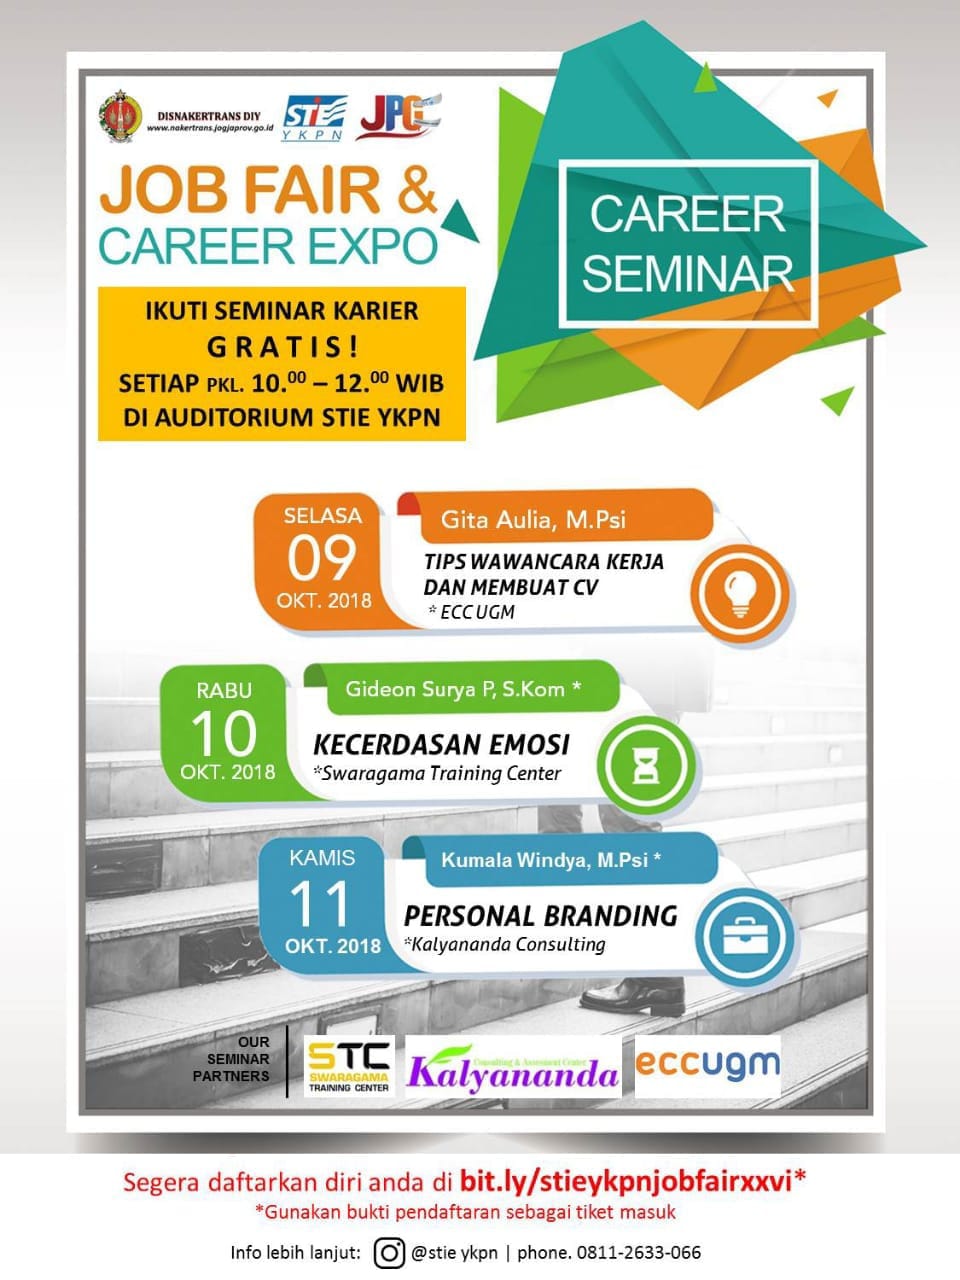 DISNAKERTRANS DIY
www.nakertrans.jogjaprov.go.id
STiE
YKPN
JPC
JOB FAIR &
CAREER EXPO
CAREER
SEMINAR
IKUTI SEMINAR KARIER
GRATIS!
SETIAP PKL. 10.00 – 12.00 WIB
DI AUDITORIUM STIE YKPN
SELASA
09
OKT. 2018
Gita Aulia, M.Psi
TIPS WAWANCARA KERJA
DAN MEMBUAT CV
* ECC UGM
RABU
10
OKT. 2018
Gideon Surya P, S.Kom *
KECERDASAN EMOSI
*Swaragama Training Center
KAMIS
11
OKT. 2018
Kumala Windya, M.Psi *
PERSONAL BRANDING
*Kalyananda Consulting
OUR
SEMINAR
PARTNERS
STC
SWARAGAMA
TRAINING CENTER
Consulting & Assessment Center
Kalyananda
eccugm
Segera daftarkan diri anda di bit.ly/stieykpnjobfairxxvi*
*Gunakan bukti pendaftaran sebagai tiket masuk
Info lebih lanjut: @stie ykpn | phone. 0811-2633-066